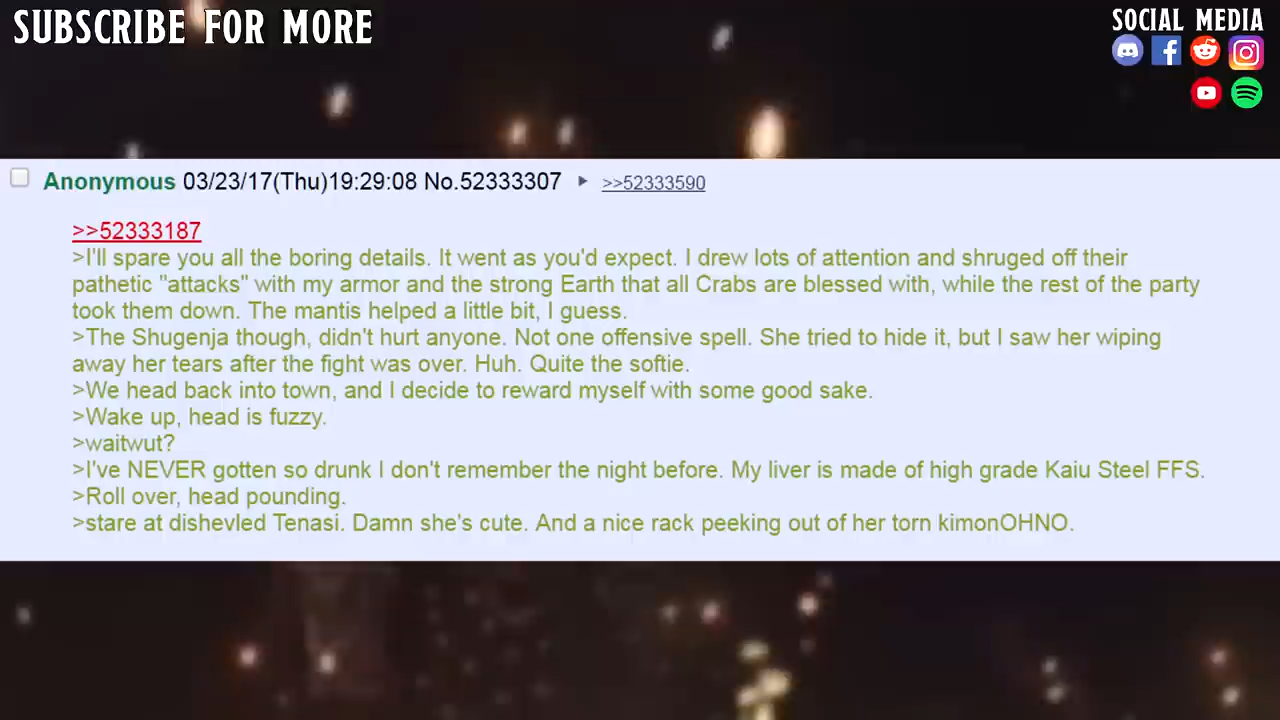 SUBSCRIBE FOR MORE
SOCIAL MEDIA
Anonymous 03/23/17(Thu)19:29:08 No.52333307 ▶ >>52333590
>>52333187
>I'll spare you all the boring details. It went as you'd expect. I drew lots of attention and shruged off their
pathetic "attacks" with my armor and the strong Earth that all Crabs are blessed with, while the rest of the party
took them down. The mantis helped a little bit, I guess.
>The Shugenja though, didn't hurt anyone. Not one offensive spell. She tried to hide it, but I saw her wiping
away her tears after the fight was over. Huh. Quite the softie.
>We head back into town, and I decide to reward myself with some good sake.
>Wake up, head is fuzzy.
>waitwut?
>I've NEVER gotten so drunk I don't remember the night before. My liver is made of high grade Kaiu Steel FFS.
>Roll over, head pounding.
>stare at dishevled Tenasi. Damn she's cute. And a nice rack peeking out of her torn kimonOHNO.